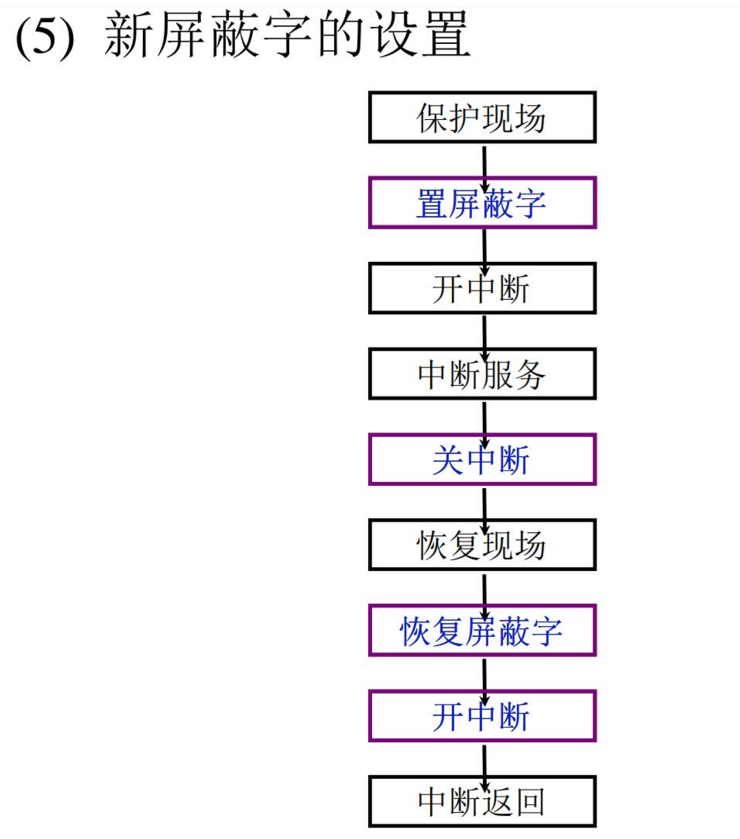 (5) 新屏蔽字的设置
保护现场
置屏蔽字
开中断
中断服务
关中断
恢复现场
恢复屏蔽字
开中断
中断返回